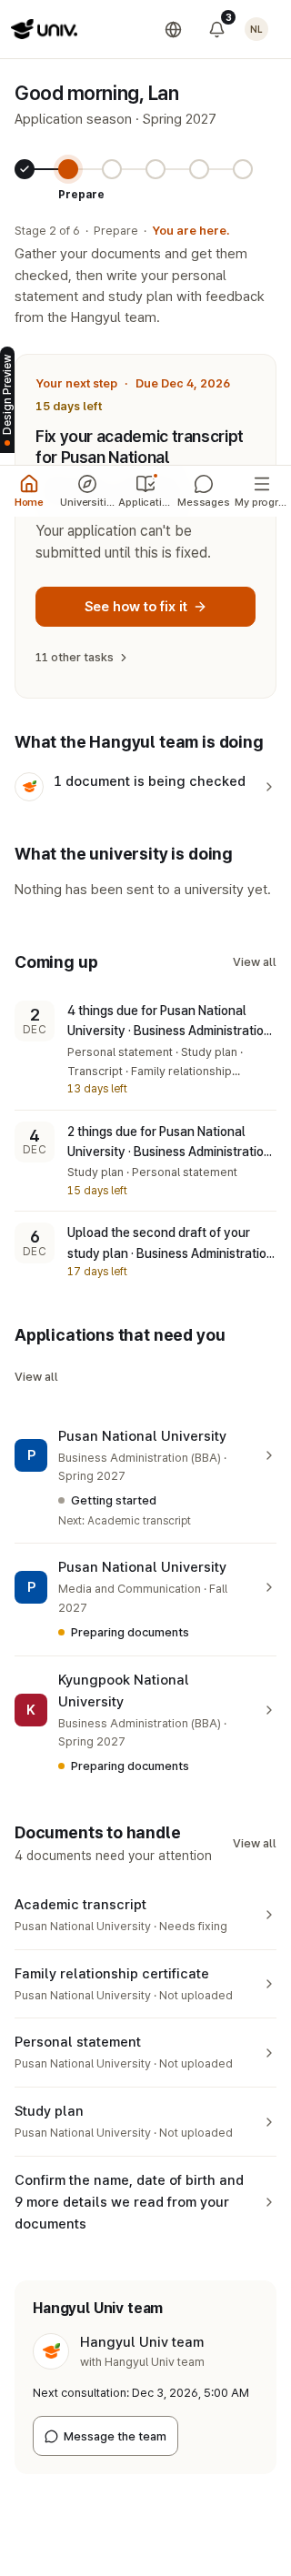 UNIV.
3
NL
Good morning, Lan
Application season · Spring 2027
Prepare
Stage 2 of 6 · Prepare · You are here.
Gather your documents and get them
checked, then write your personal
statement and study plan with feedback
from the Hangyul team.
Design Preview
Your next step · Due Dec 4, 2026
15 days left
Fix your academic transcript
for Pusan National
Home
Universiti...
Applicati...
Messages
My progr...
Your application can't be
submitted until this is fixed.
See how to fix it →
11 other tasks
What the Hangyul team is doing
1 document is being checked
What the university is doing
Nothing has been sent to a university yet.
Coming up
View all
2
DEC
4 things due for Pusan National
University · Business Administratio...
Personal statement · Study plan ·
Transcript · Family relationship...
13 days left
4
DEC
2 things due for Pusan National
University · Business Administratio...
Study plan · Personal statement
15 days left
6
DEC
Upload the second draft of your
study plan · Business Administratio...
17 days left
Applications that need you
View all
P
Pusan National University
Business Administration (BBA) ·
Spring 2027
Getting started
Next: Academic transcript
P
Pusan National University
Media and Communication · Fall
2027
Preparing documents
K
Kyungpook National
University
Business Administration (BBA) ·
Spring 2027
Preparing documents
Documents to handle
4 documents need your attention
View all
Academic transcript
Pusan National University · Needs fixing
Family relationship certificate
Pusan National University · Not uploaded
Personal statement
Pusan National University · Not uploaded
Study plan
Pusan National University · Not uploaded
Confirm the name, date of birth and
9 more details we read from your
documents
Hangyul Univ team
Hangyul Univ team
with Hangyul Univ team
Next consultation: Dec 3, 2026, 5:00 AM
Message the team